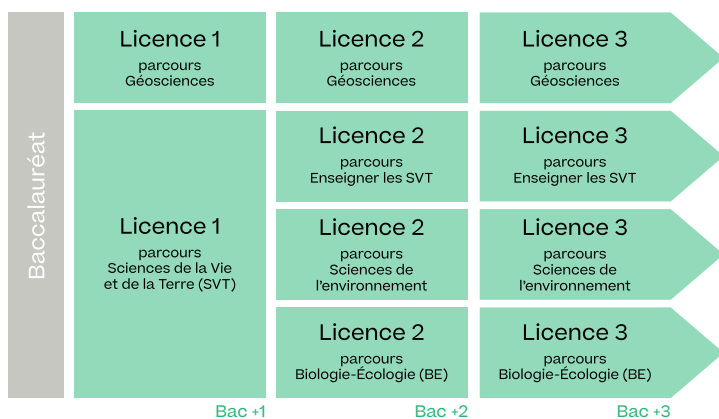 Baccalauréat
Licence 1
parcours
Géosciences
Licence 2
parcours
Géosciences
Licence 3
parcours
Géosciences
Licence 1
parcours
Sciences de la Vie
et de la Terre (SVT)
Licence 2
parcours
Enseigner les SVT
Licence 3
parcours
Enseigner les SVT
Licence 2
parcours
Sciences de
l'environnement
Licence 3
parcours
Sciences de
l'environnement
Licence 2
parcours
Biologie-Écologie (BE)
Licence 3
parcours
Biologie-Écologie (BE)
Bac +1
Bac +2
Bac +3